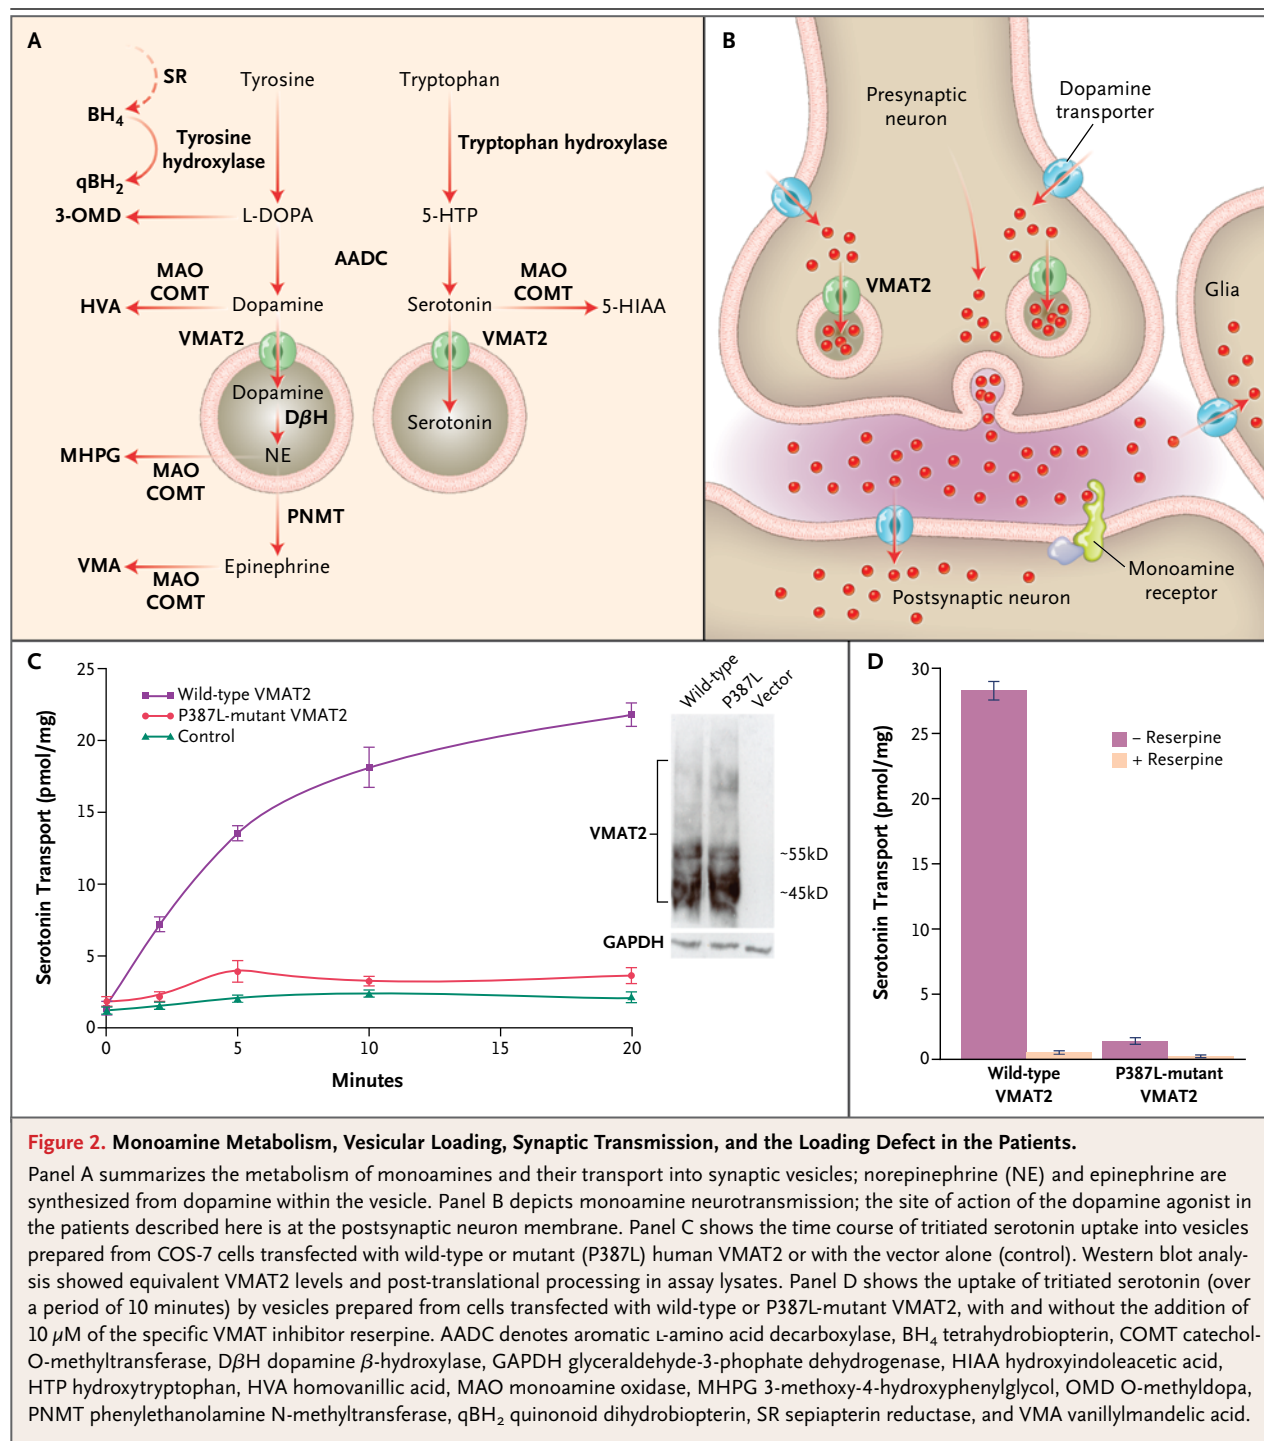 A
SR
Tyrosine
Tryptophan
BH₄
Tyrosine
hydroxylase
Tryptophan hydroxylase
qBH₂
3-OMD
L-DOPA
5-HTP
AADC
MAO
COMT
MAO
COMT
HVA
Dopamine
Serotonin
5-HIAA
VMAT2
VMAT2
Dopamine
DβH
Serotonin
NE
MHPG
MAO
COMT
PNMT
VMA
Epinephrine
MAO
COMT
B
Presynaptic
neuron
Dopamine
transporter
VMAT2
Glia
Monoamine
receptor
Postsynaptic neuron
C
25
20
15
10
5
0
Serotonin Transport (pmol/mg)
Wild-type VMAT2
P387L-mutant VMAT2
Control
0
5
10
15
20
Minutes
Wild-type
P387L
Vector
VMAT2
~55kD
~45kD
GAPDH
D
30
25
20
15
10
5
0
Serotonin Transport (pmol/mg)
– Reserpine
+ Reserpine
Wild-type
VMAT2
P387L-mutant
VMAT2
Figure 2. Monoamine Metabolism, Vesicular Loading, Synaptic Transmission, and the Loading Defect in the Patients.
Panel A summarizes the metabolism of monoamines and their transport into synaptic vesicles; norepinephrine (NE) and epinephrine are
synthesized from dopamine within the vesicle. Panel B depicts monoamine neurotransmission; the site of action of the dopamine agonist in
the patients described here is at the postsynaptic neuron membrane. Panel C shows the time course of tritiated serotonin uptake into vesicles
prepared from COS-7 cells transfected with wild-type or mutant (P387L) human VMAT2 or with the vector alone (control). Western blot analy-
sis showed equivalent VMAT2 levels and post-translational processing in assay lysates. Panel D shows the uptake of tritiated serotonin (over
a period of 10 minutes) by vesicles prepared from cells transfected with wild-type or P387L-mutant VMAT2, with and without the addition of
10 μM of the specific VMAT inhibitor reserpine. AADC denotes aromatic L-amino acid decarboxylase, BH₄ tetrahydrobiopterin, COMT catechol-
O-methyltransferase, DβH dopamine β-hydroxylase, GAPDH glyceraldehyde-3-phophate dehydrogenase, HIAA hydroxyindoleacetic acid,
HTP hydroxytryptophan, HVA homovanillic acid, MAO monoamine oxidase, MHPG 3-methoxy-4-hydroxyphenylglycol, OMD O-methyldopa,
PNMT phenylethanolamine N-methyltransferase, qBH₂ quinonoid dihydrobiopterin, SR sepiapterin reductase, and VMA vanillylmandelic acid.